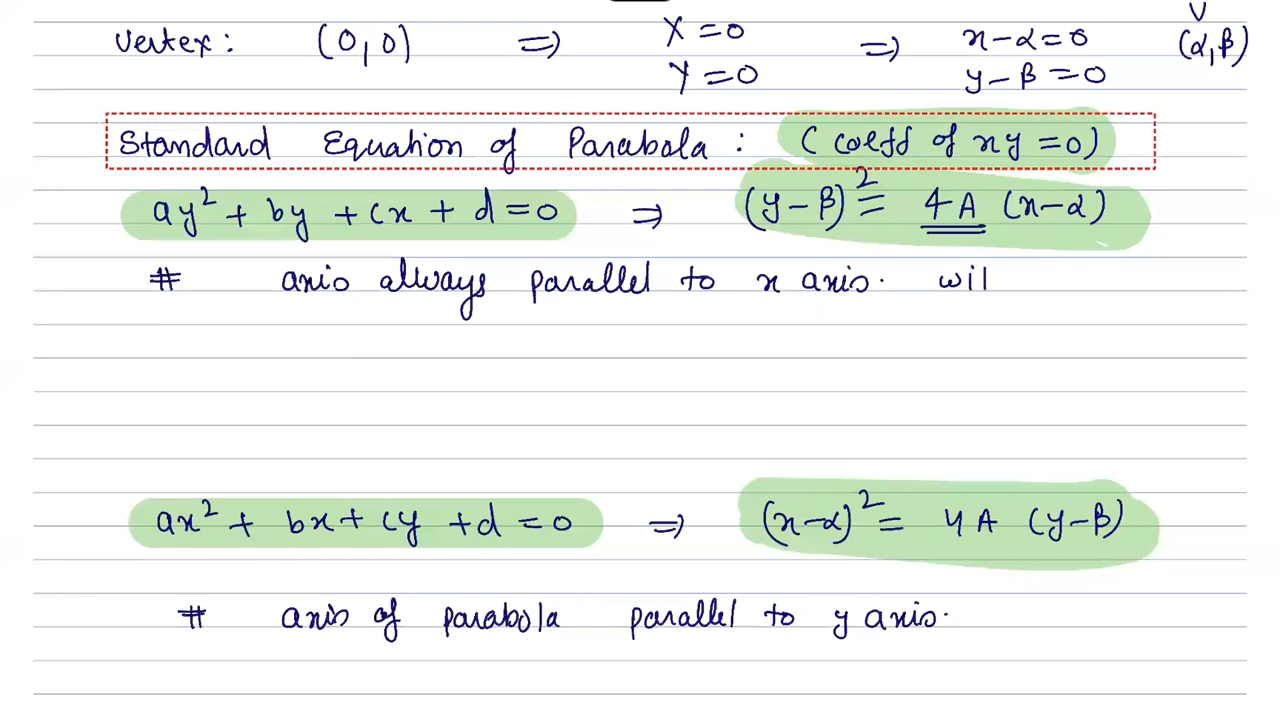 Vertex : (0,0) ⇒ X=0 ⇒ x-α=0 V
Y=0 y-β=0 (α,β)
Standard Equation of Parabola : (coeff of xy=0)
ay² + by + cx + d=0 ⇒ (y-β)² = 4A (x-α)
# axis always parallel to x axis. wil
ax² + bx + cy + d = 0 ⇒ (x-α)² = 4A (y-β)
# axis of parabola parallel to y axis.